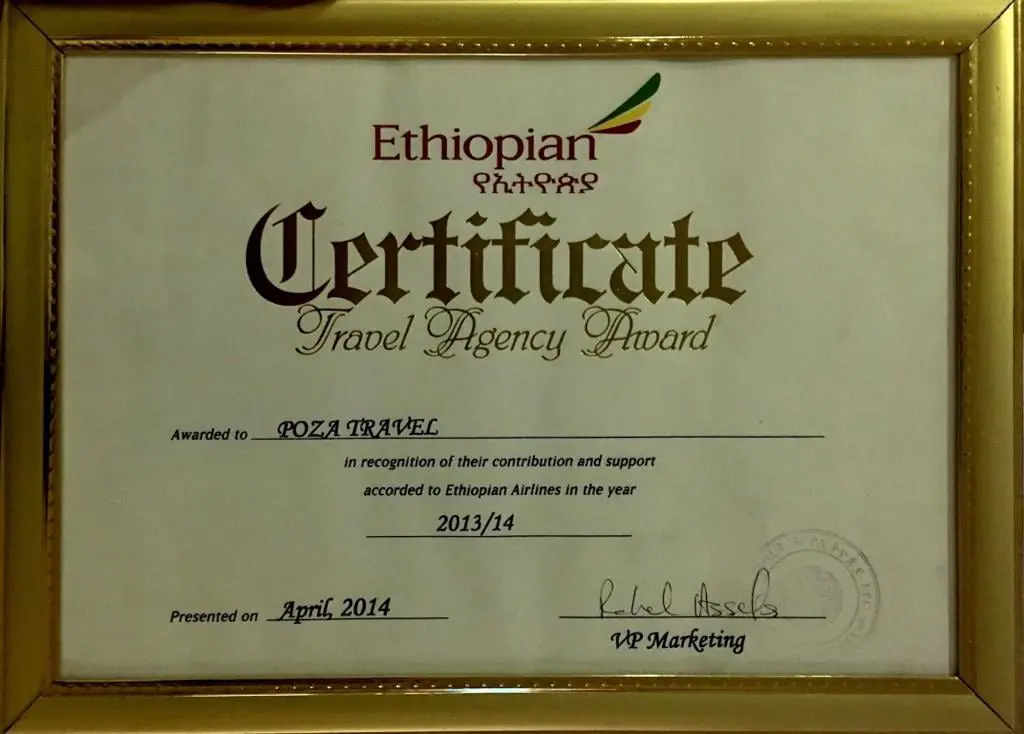 Ethiopian
የኢትዮጵያ
Certificate
Travel Agency Award
Awarded to POZA TRAVEL
in recognition of their contribution and support
accorded to Ethiopian Airlines in the year
2013/14
Presented on April, 2014
VP Marketing